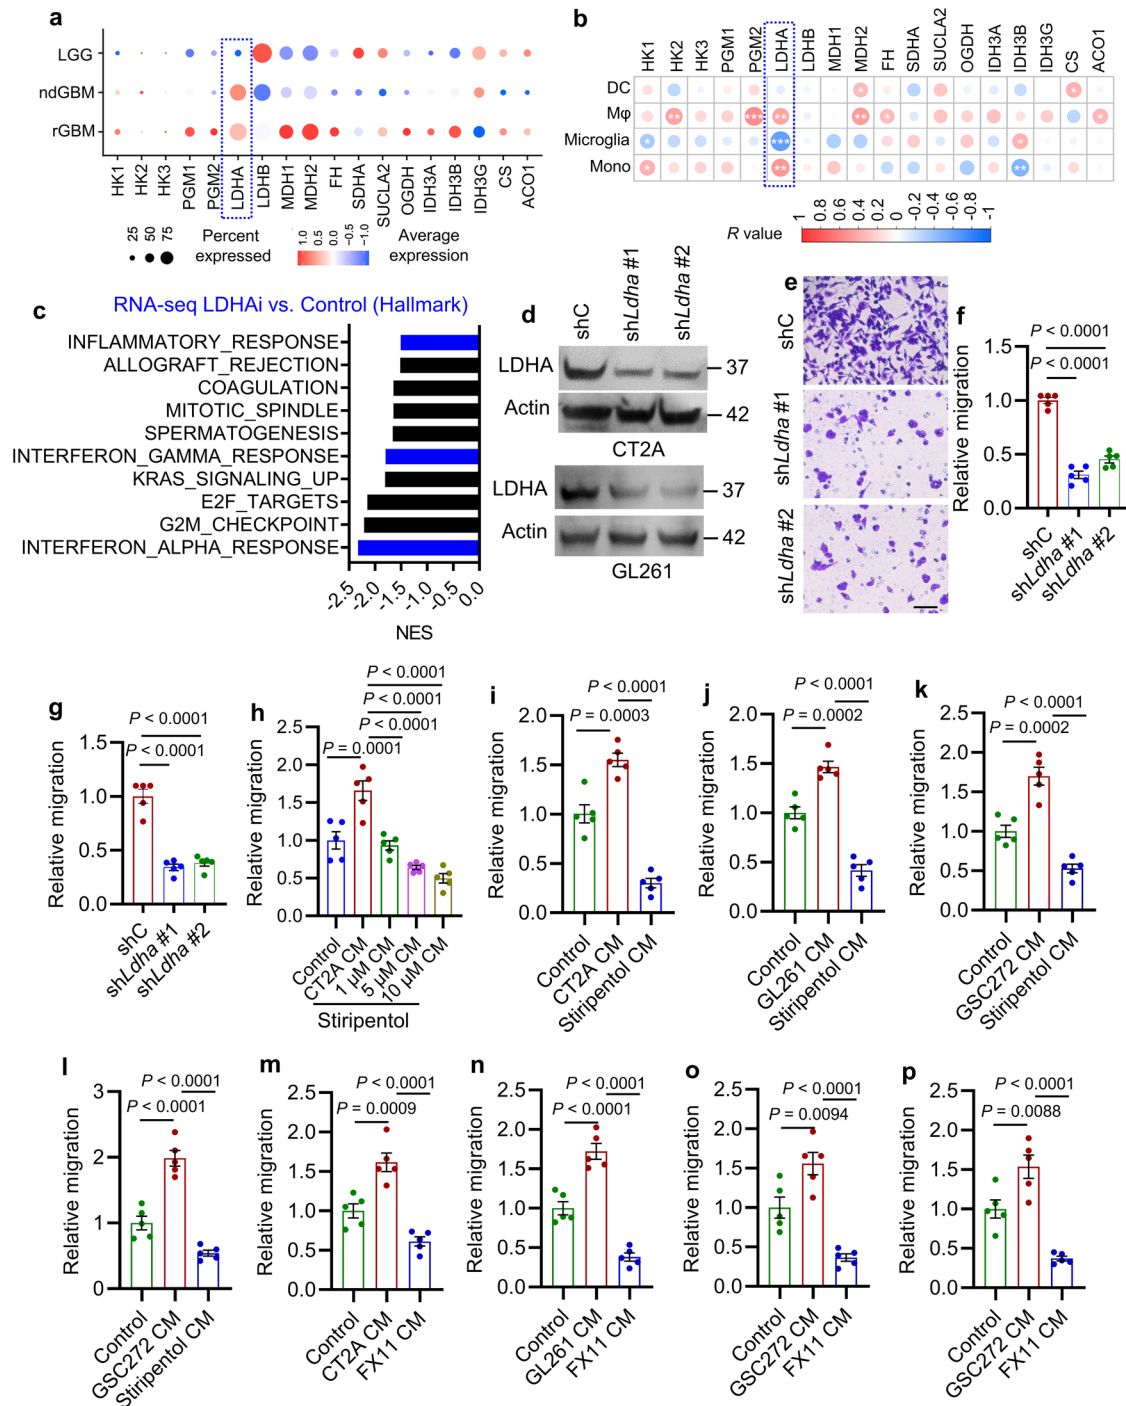 a
LGG
ndGBM
rGBM
HK1
HK2
HK3
PGM1
PGM2
LDHA
LDHB
MDH1
MDH2
FH
SDHA
SUCLA2
OGDH
IDH3A
IDH3B
IDH3G
CS
ACO1
25
50
75
Percent
expressed
1.0
0.5
0.0
−0.5
−1.0
Average
expression
b
HK1
HK2
HK3
PGM1
PGM2
LDHA
LDHB
MDH1
MDH2
FH
SDHA
SUCLA2
OGDH
IDH3A
IDH3B
IDH3G
CS
ACO1
DC * *
Mφ ** *** ** ** * *
Microglia * *** *
Mono * ** **
R value
1
0.8
0.6
0.4
0.2
0
-0.2
-0.4
-0.6
-0.8
-1
c
RNA-seq LDHAi vs. Control (Hallmark)
INFLAMMATORY_RESPONSE
ALLOGRAFT_REJECTION
COAGULATION
MITOTIC_SPINDLE
SPERMATOGENESIS
INTERFERON_GAMMA_RESPONSE
KRAS_SIGNALING_UP
E2F_TARGETS
G2M_CHECKPOINT
INTERFERON_ALPHA_RESPONSE
-2.5
-2.0
-1.5
-1.0
-0.5
0.0
NES
d
shC
shLdha #1
shLdha #2
LDHA
37
Actin
42
CT2A
LDHA
37
Actin
42
GL261
e
shC
shLdha #1
shLdha #2
f
P < 0.0001
P < 0.0001
Relative migration
1.5
1.0
0.5
0.0
shC
shLdha #1
shLdha #2
g
P < 0.0001
P < 0.0001
Relative migration
1.5
1.0
0.5
0.0
shC
shLdha #1
shLdha #2
h
P < 0.0001
P < 0.0001
P < 0.0001
P = 0.0001
Relative migration
2.5
2.0
1.5
1.0
0.5
0.0
Control
CT2A CM
1 µM CM
5 µM CM
10 µM CM
Stiripentol
i
P < 0.0001
P = 0.0003
Relative migration
2.0
1.5
1.0
0.5
0.0
Control
CT2A CM
Stiripentol CM
j
P < 0.0001
P = 0.0002
Relative migration
2.0
1.5
1.0
0.5
0.0
Control
GL261 CM
Stiripentol CM
k
P < 0.0001
P = 0.0002
Relative migration
2.5
2.0
1.5
1.0
0.5
0.0
Control
GSC272 CM
Stiripentol CM
l
P < 0.0001
P < 0.0001
Relative migration
3
2
1
0
Control
GSC272 CM
Stiripentol CM
m
P < 0.0001
P = 0.0009
Relative migration
2.5
2.0
1.5
1.0
0.5
0.0
Control
CT2A CM
FX11 CM
n
P < 0.0001
P < 0.0001
Relative migration
2.5
2.0
1.5
1.0
0.5
0.0
Control
GL261 CM
FX11 CM
o
P < 0.0001
P = 0.0094
Relative migration
2.5
2.0
1.5
1.0
0.5
0.0
Control
GSC272 CM
FX11 CM
p
P < 0.0001
P = 0.0088
Relative migration
2.5
2.0
1.5
1.0
0.5
0.0
Control
GSC272 CM
FX11 CM